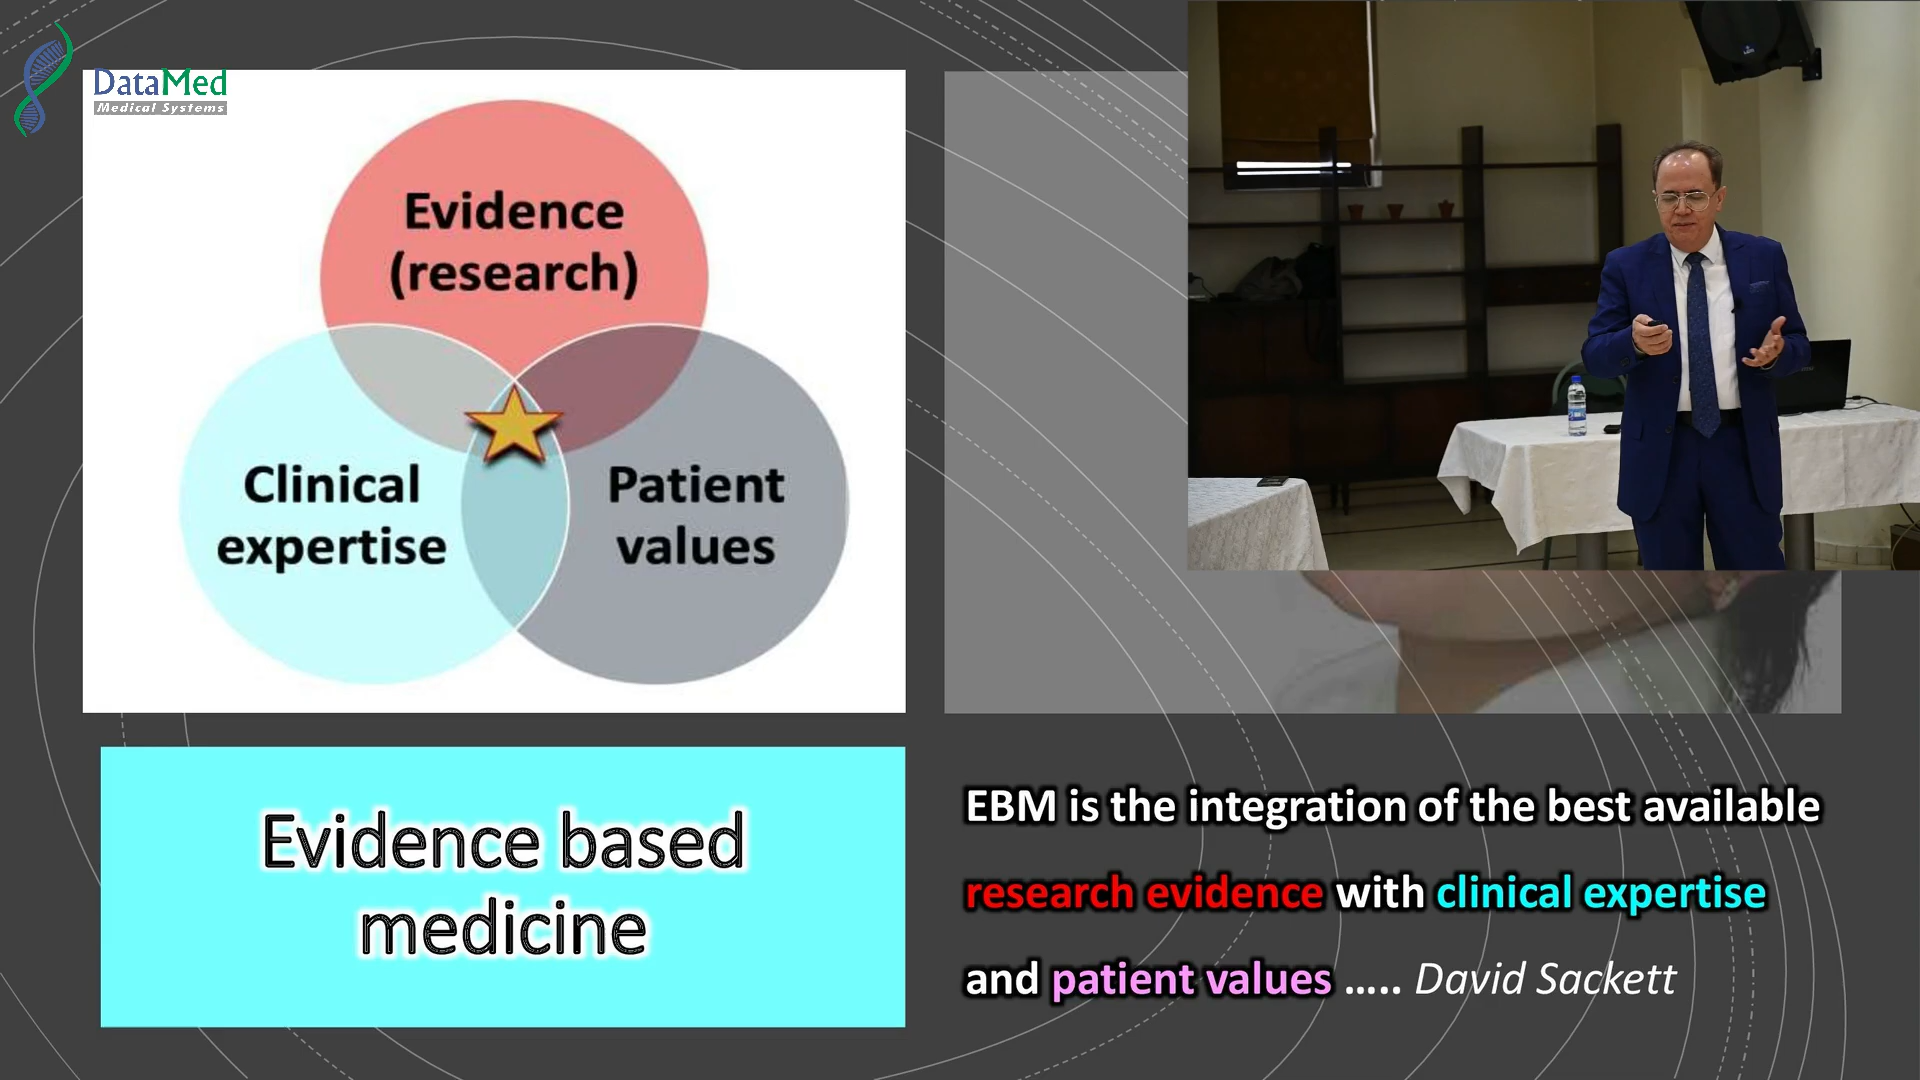 DataMed
Medical Systems
Evidence
(research)
Clinical
expertise
Patient
values
Evidence based
medicine
EBM is the integration of the best available
research evidence with clinical expertise
and patient values ..... David Sackett